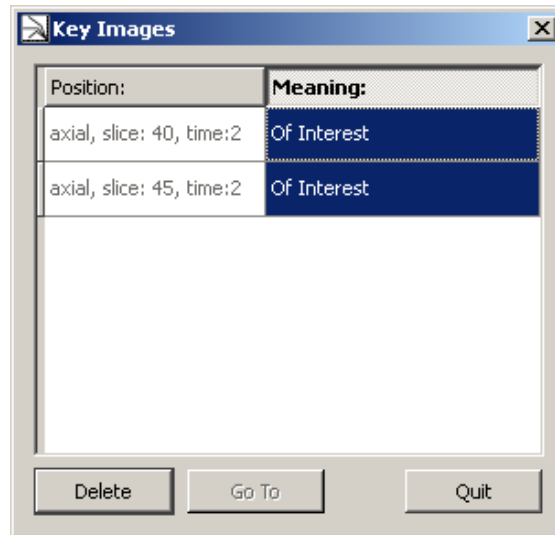 Key Images
Position: Meaning:
axial, slice: 40, time:2 Of Interest
axial, slice: 45, time:2 Of Interest
Delete Go To Quit